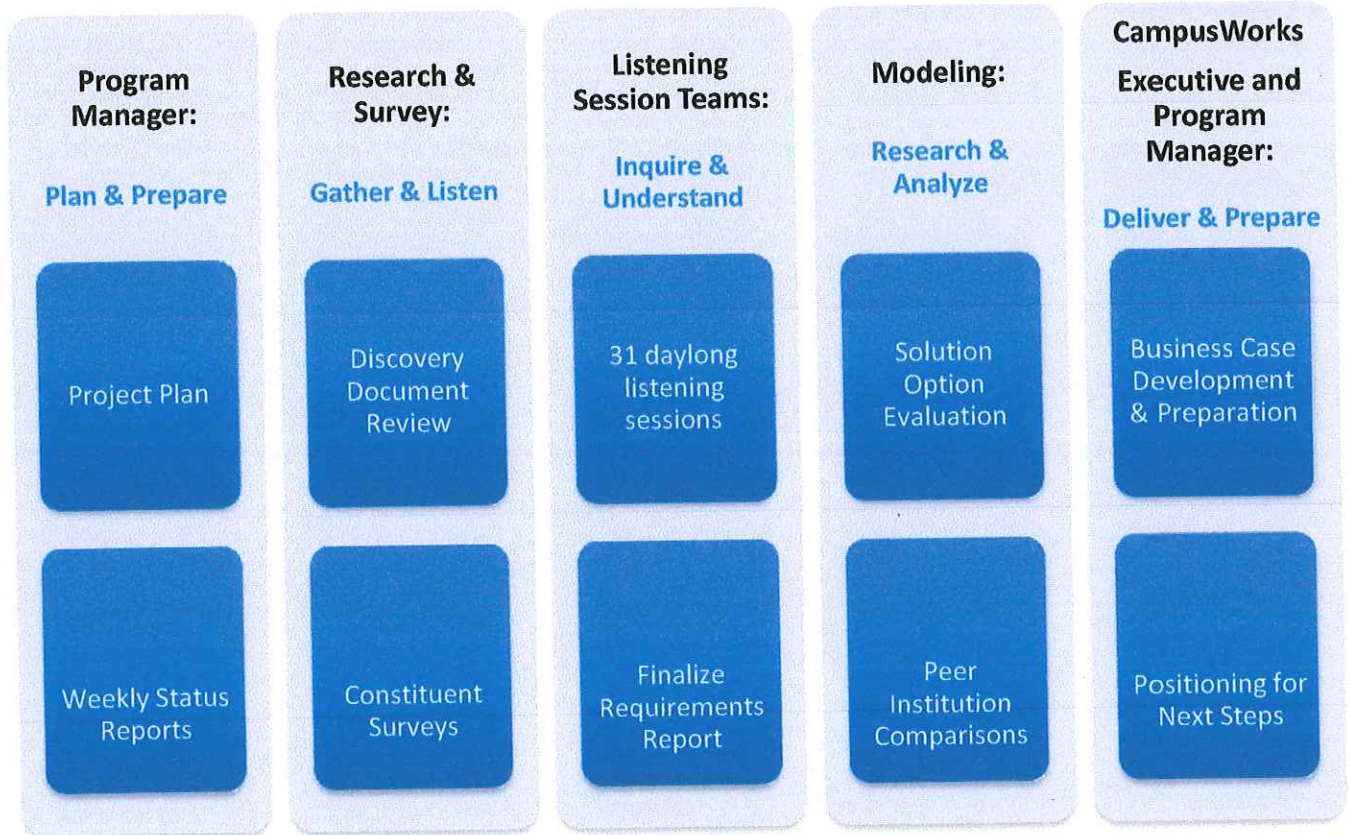 Program
Manager:
Plan & Prepare
Project Plan
Weekly Status
Reports
Research &
Survey:
Gather & Listen
Discovery
Document
Review
Constituent
Surveys
Listening
Session Teams:
Inquire &
Understand
31 daylong
listening
sessions
Finalize
Requirements
Report
Modeling:
Research &
Analyze
Solution
Option
Evaluation
Peer
Institution
Comparisons
CampusWorks
Executive and
Program
Manager:
Deliver & Prepare
Business Case
Development
& Preparation
Positioning for
Next Steps